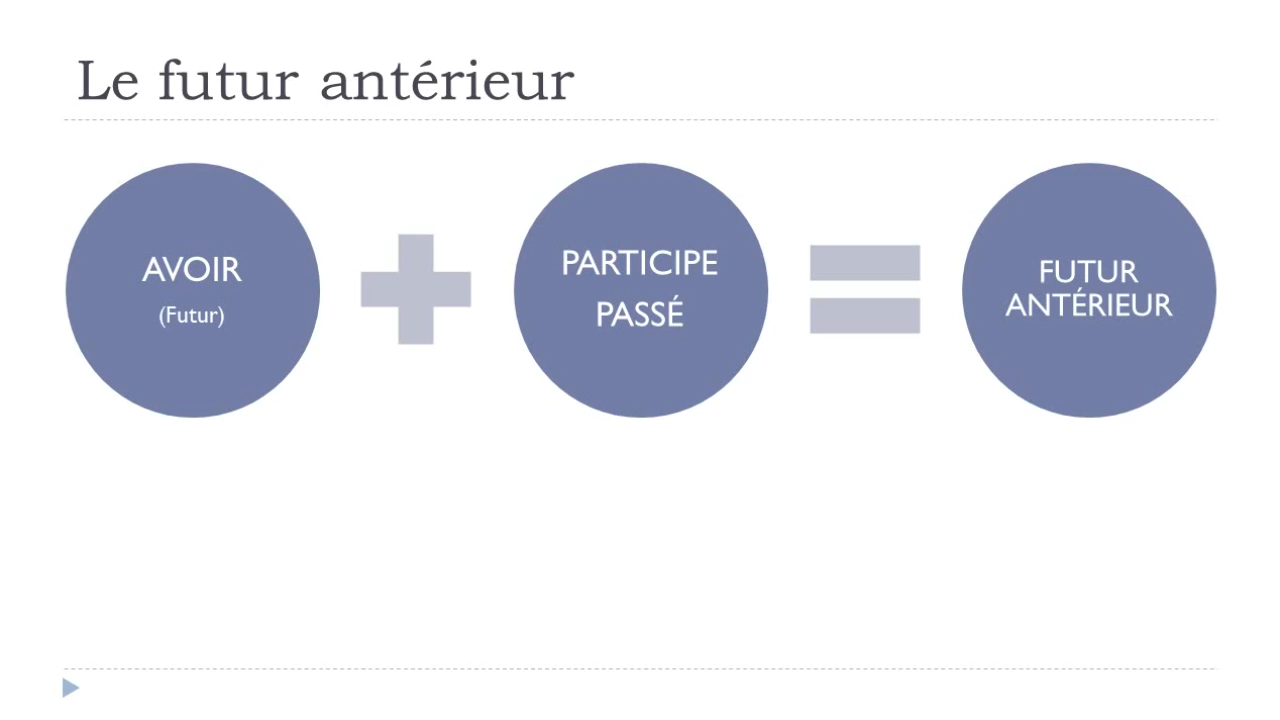 Le futur antérieur
AVOIR
(Futur)
PARTICIPE
PASSÉ
FUTUR
ANTÉRIEUR